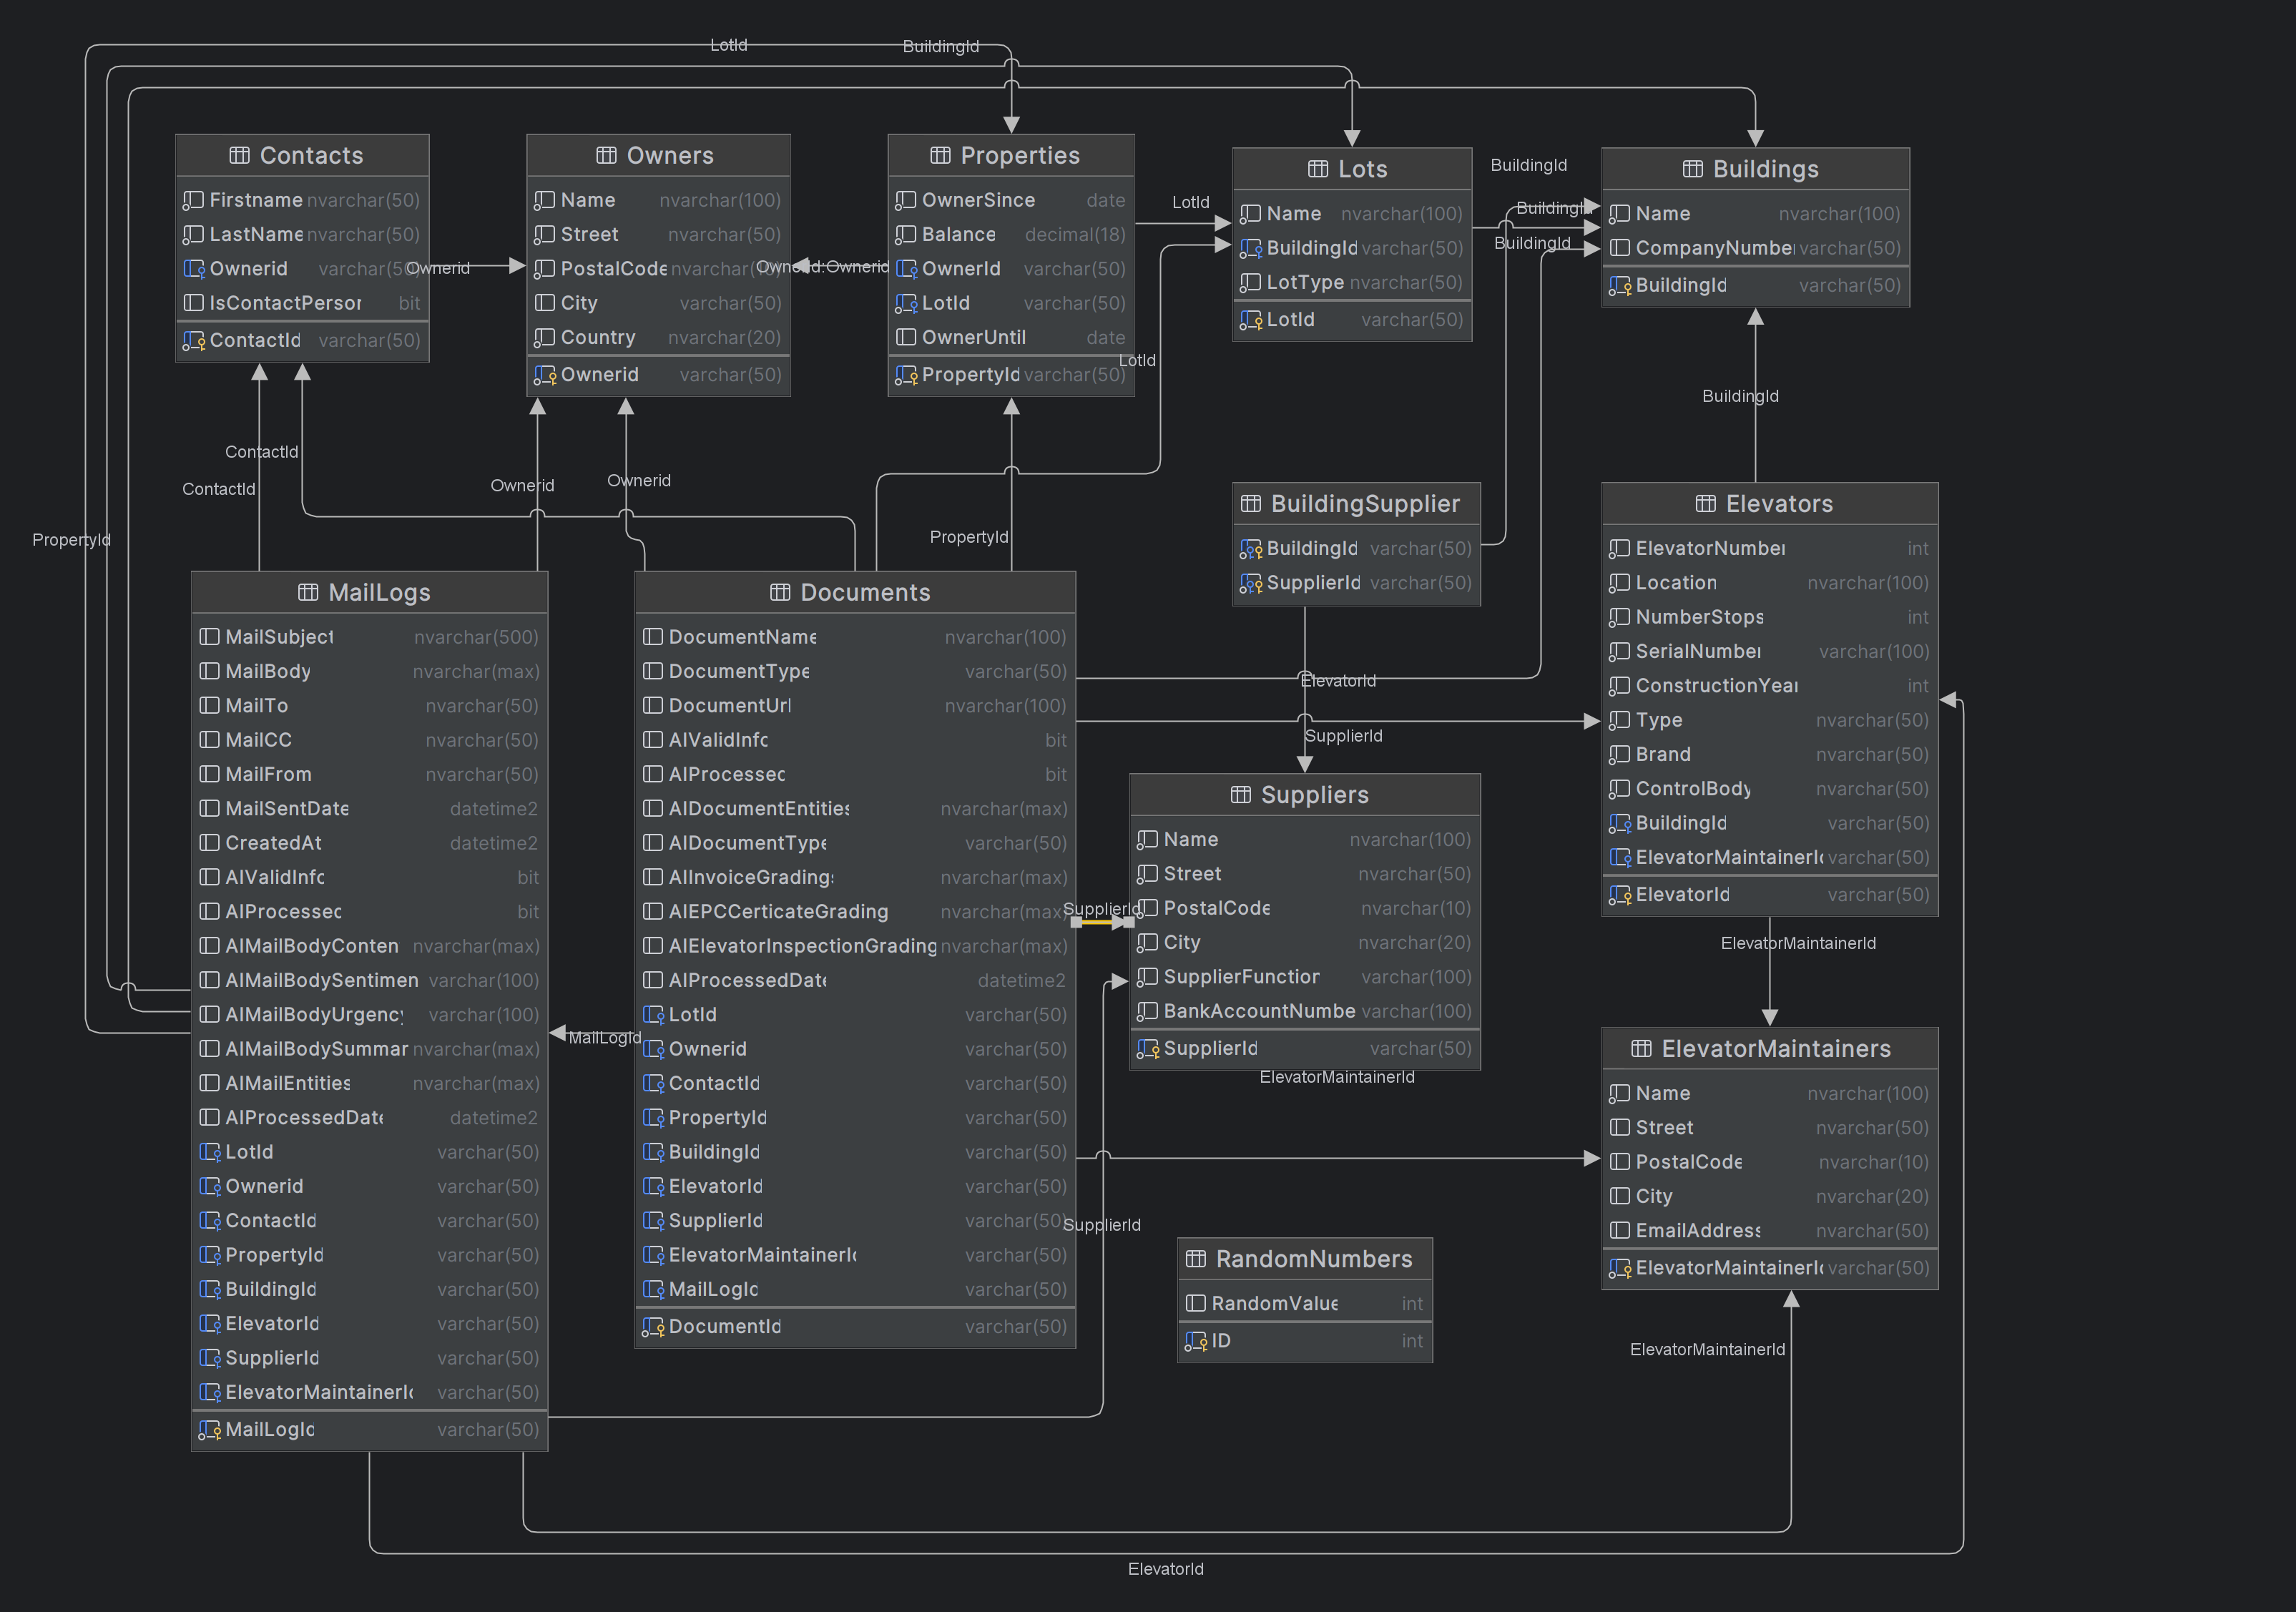 LotId
BuildingId
Contacts
Firstname nvarchar(50)
LastName nvarchar(50)
Ownerid varchar(50)
IsContactPersor bit
ContactId varchar(50)
Ownerid
Owners
Name nvarchar(100)
Street nvarchar(50)
PostalCode nvarchar(10)
City varchar(50)
Country nvarchar(20)
Ownerid varchar(50)
OwnerId:Ownerid
Properties
OwnerSince date
Balance decimal(18)
OwnerId varchar(50)
LotId varchar(50)
OwnerUntil date
PropertyId varchar(50)
LotId
LotId
Lots
Name nvarchar(100)
BuildingId varchar(50)
LotType nvarchar(50)
LotId varchar(50)
BuildingId
BuildingId
BuildingId
Buildings
Name nvarchar(100)
CompanyNumber varchar(50)
BuildingId varchar(50)
BuildingId
ContactId
ContactId
Ownerid
Ownerid
PropertyId
PropertyId
BuildingSupplier
BuildingId varchar(50)
SupplierId varchar(50)
Elevators
ElevatorNumber int
Location nvarchar(100)
NumberStops int
SerialNumber varchar(100)
ConstructionYear int
Type nvarchar(50)
Brand nvarchar(50)
ControlBody nvarchar(50)
BuildingId varchar(50)
ElevatorMaintainerId varchar(50)
ElevatorId varchar(50)
MailLogs
MailSubject nvarchar(500)
MailBody nvarchar(max)
MailTo nvarchar(50)
MailCC nvarchar(50)
MailFrom nvarchar(50)
MailSentDate datetime2
CreatedAt datetime2
AIValidInfo bit
AIProcessed bit
AIMailBodyConten nvarchar(max)
AIMailBodySentimen varchar(100)
AIMailBodyUrgency varchar(100)
AIMailBodySummar nvarchar(max)
AIMailEntities nvarchar(max)
AIProcessedDate datetime2
LotId varchar(50)
Ownerid varchar(50)
ContactId varchar(50)
PropertyId varchar(50)
BuildingId varchar(50)
ElevatorId varchar(50)
SupplierId varchar(50)
ElevatorMaintainerId varchar(50)
MailLogId varchar(50)
MailLogId
Documents
DocumentName nvarchar(100)
DocumentType varchar(50)
DocumentUrl nvarchar(100)
AIValidInfo bit
AIProcessed bit
AIDocumentEntities nvarchar(max)
AIDocumentType varchar(50)
AIInvoiceGradings nvarchar(max)
AIEPCCerticateGrading nvarchar(max)
AIElevatorInspectionGrading nvarchar(max)
AIProcessedDate datetime2
LotId varchar(50)
Ownerid varchar(50)
ContactId varchar(50)
PropertyId varchar(50)
BuildingId varchar(50)
ElevatorId varchar(50)
SupplierId varchar(50)
ElevatorMaintainerId varchar(50)
MailLogId varchar(50)
DocumentId varchar(50)
ElevatorId
SupplierId
SupplierId
Suppliers
Name nvarchar(100)
Street nvarchar(50)
PostalCode nvarchar(10)
City nvarchar(20)
SupplierFunction varchar(100)
BankAccountNumbe varchar(100)
SupplierId varchar(50)
ElevatorMaintainerId
ElevatorMaintainerId
SupplierId
ElevatorMaintainers
Name nvarchar(100)
Street nvarchar(50)
PostalCode nvarchar(10)
City nvarchar(20)
EmailAddress nvarchar(50)
ElevatorMaintainerId varchar(50)
RandomNumbers
RandomValue int
ID int
ElevatorMaintainerId
ElevatorId